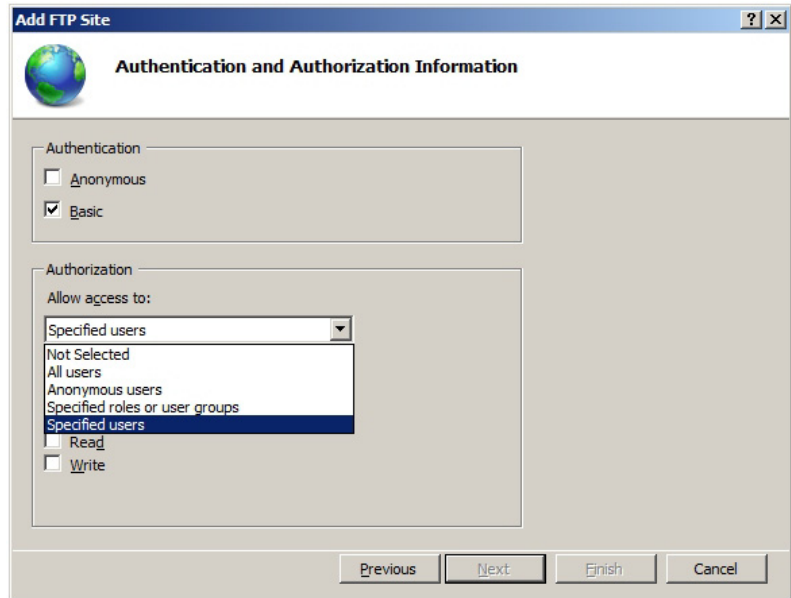 Add FTP Site
Authentication and Authorization Information
Authentication
Anonymous
Basic
Authorization
Allow access to:
Specified users
Not Selected
All users
Anonymous users
Specified roles or user groups
Specified users
Read
Write
Previous Next Finish Cancel